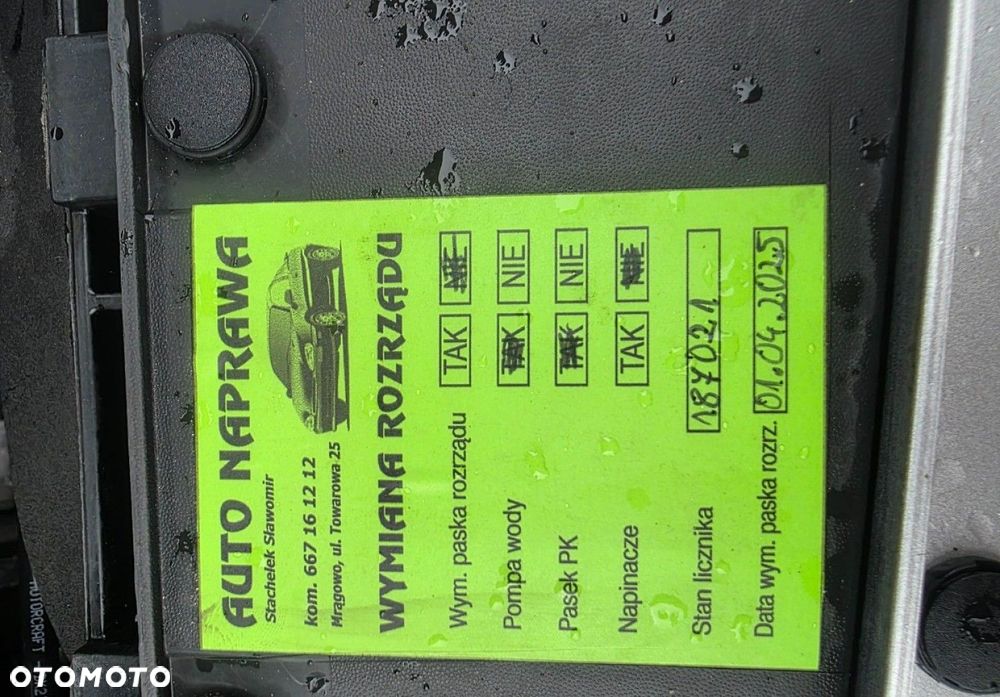 AUTO NAPRAWA
Stachelek Sławomir
kom. 667 16 12 12
Mrągowo, ul. Towarowa 25
WYMIANA ROZRZĄDU
Wym. paska rozrządu TAK NIE
Pompa wody TAK NIE
Pasek PK TAK NIE
Napinacze TAK NIE
Stan licznika 187021
Data wym. paska rozrz. 01.04.2025
MOTORCRAFT
OTOMOTO